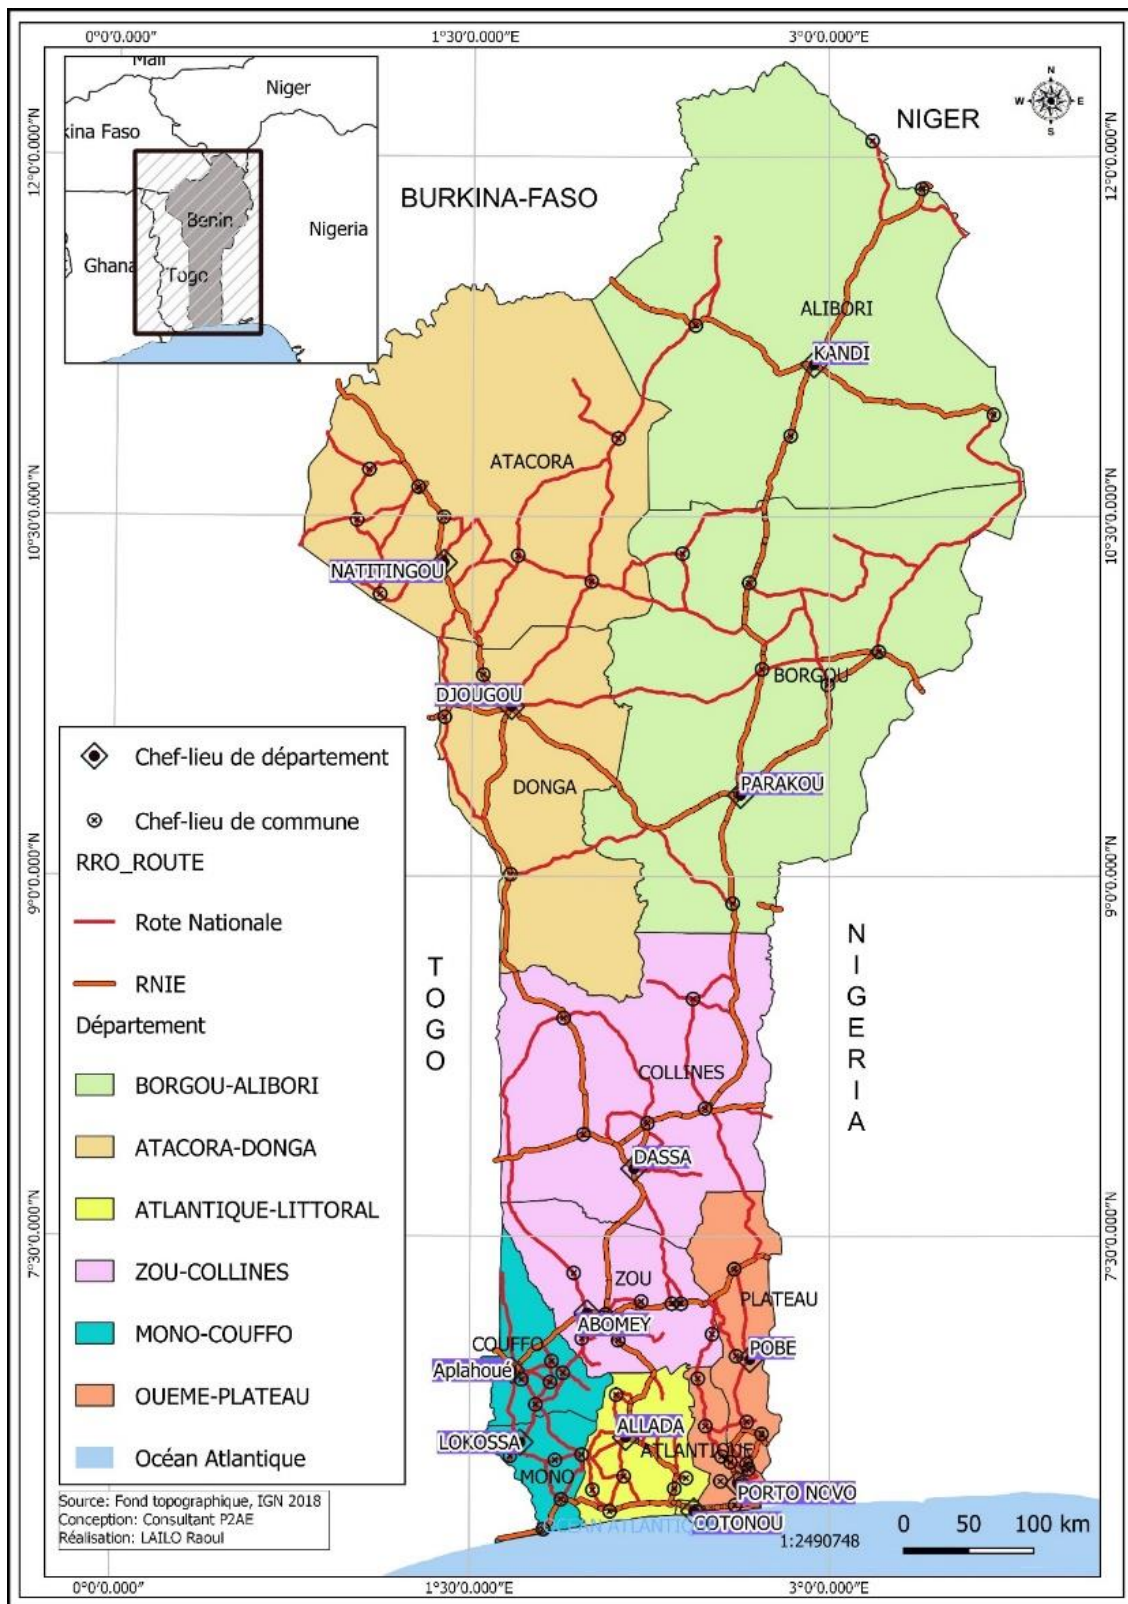 0°0'0.000"
1°30'0.000"E
3°0'0.000"E
Mali
Niger
kina Faso
Benin
Nigeria
Ghana
Togo
N
W
E
S
NIGER
BURKINA-FASO
12°0'0.000"N
12°0'0.000"N
ALIBORI
KANDI
ATACORA
10°30'0.000"N
10°30'0.000"N
NATITINGOU
BORGOU
DJOUGOU
DONGA
PARAKOU
9°0'0.000"N
9°0'0.000"N
TOGO
NIGERIA
COLLINES
DASSA
7°30'0.000"N
7°30'0.000"N
ZOU
PLATEAU
ABOMEY
COUFFO
POBE
Aplahoué
ALLADA
LOKOSSA
ATLANTIQUE
MONO
PORTO NOVO
COTONOU
OCEAN ATLANTIQUE
Chef-lieu de département
Chef-lieu de commune
RRO_ROUTE
Rote Nationale
RNIE
Département
BORGOU-ALIBORI
ATACORA-DONGA
ATLANTIQUE-LITTORAL
ZOU-COLLINES
MONO-COUFFO
OUEME-PLATEAU
Océan Atlantique
Source: Fond topographique, IGN 2018
Conception: Consultant P2AE
Réalisation: LAILO Raoul
1:2490748
0 50 100 km
0°0'0.000"
1°30'0.000"E
3°0'0.000"E